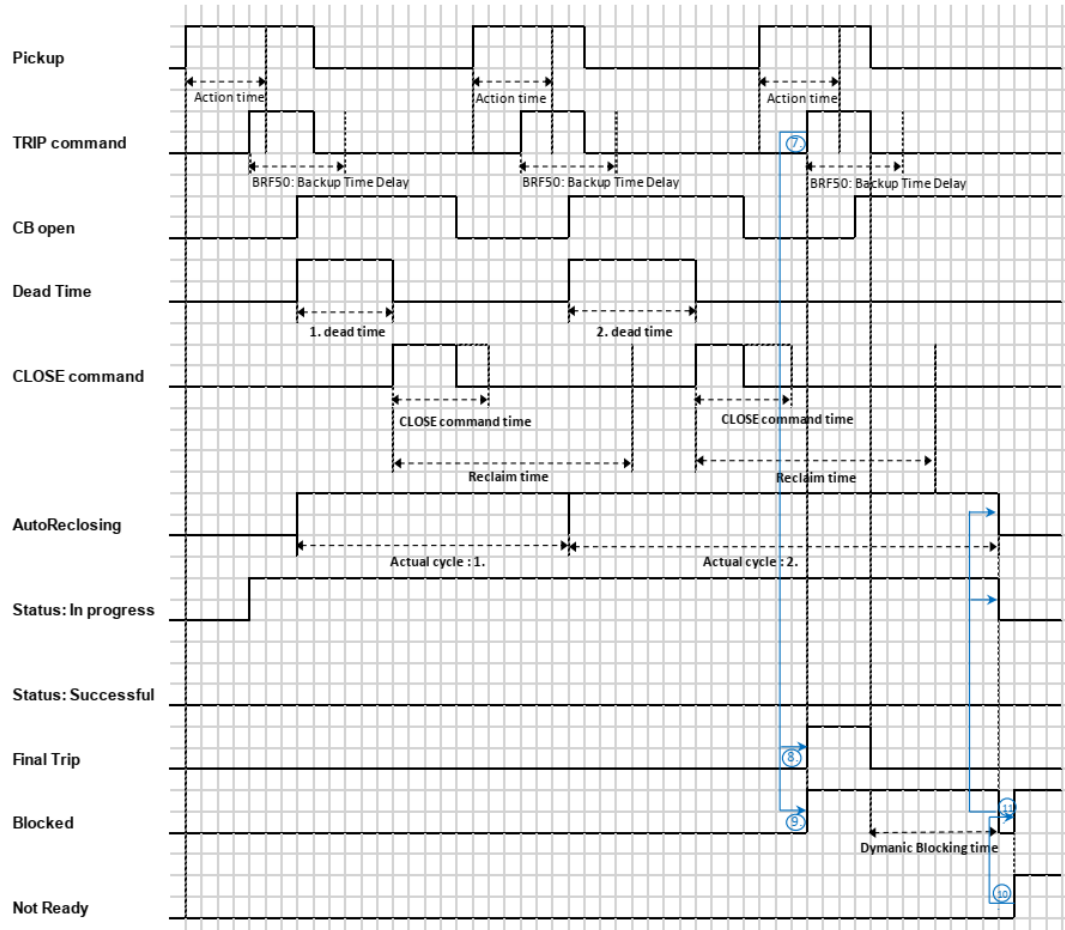 Pickup
Action time
Action time
Action time
TRIP command
7.
BRF50: Backup Time Delay
BRF50: Backup Time Delay
BRF50: Backup Time Delay
CB open
Dead Time
1. dead time
2. dead time
CLOSE command
CLOSE command time
CLOSE command time
Reclaim time
Reclaim time
AutoReclosing
Actual cycle : 1.
Actual cycle : 2.
Status: In progress
Status: Successful
Final Trip
8.
Blocked
9.
11
Dymanic Blocking time
10
Not Ready